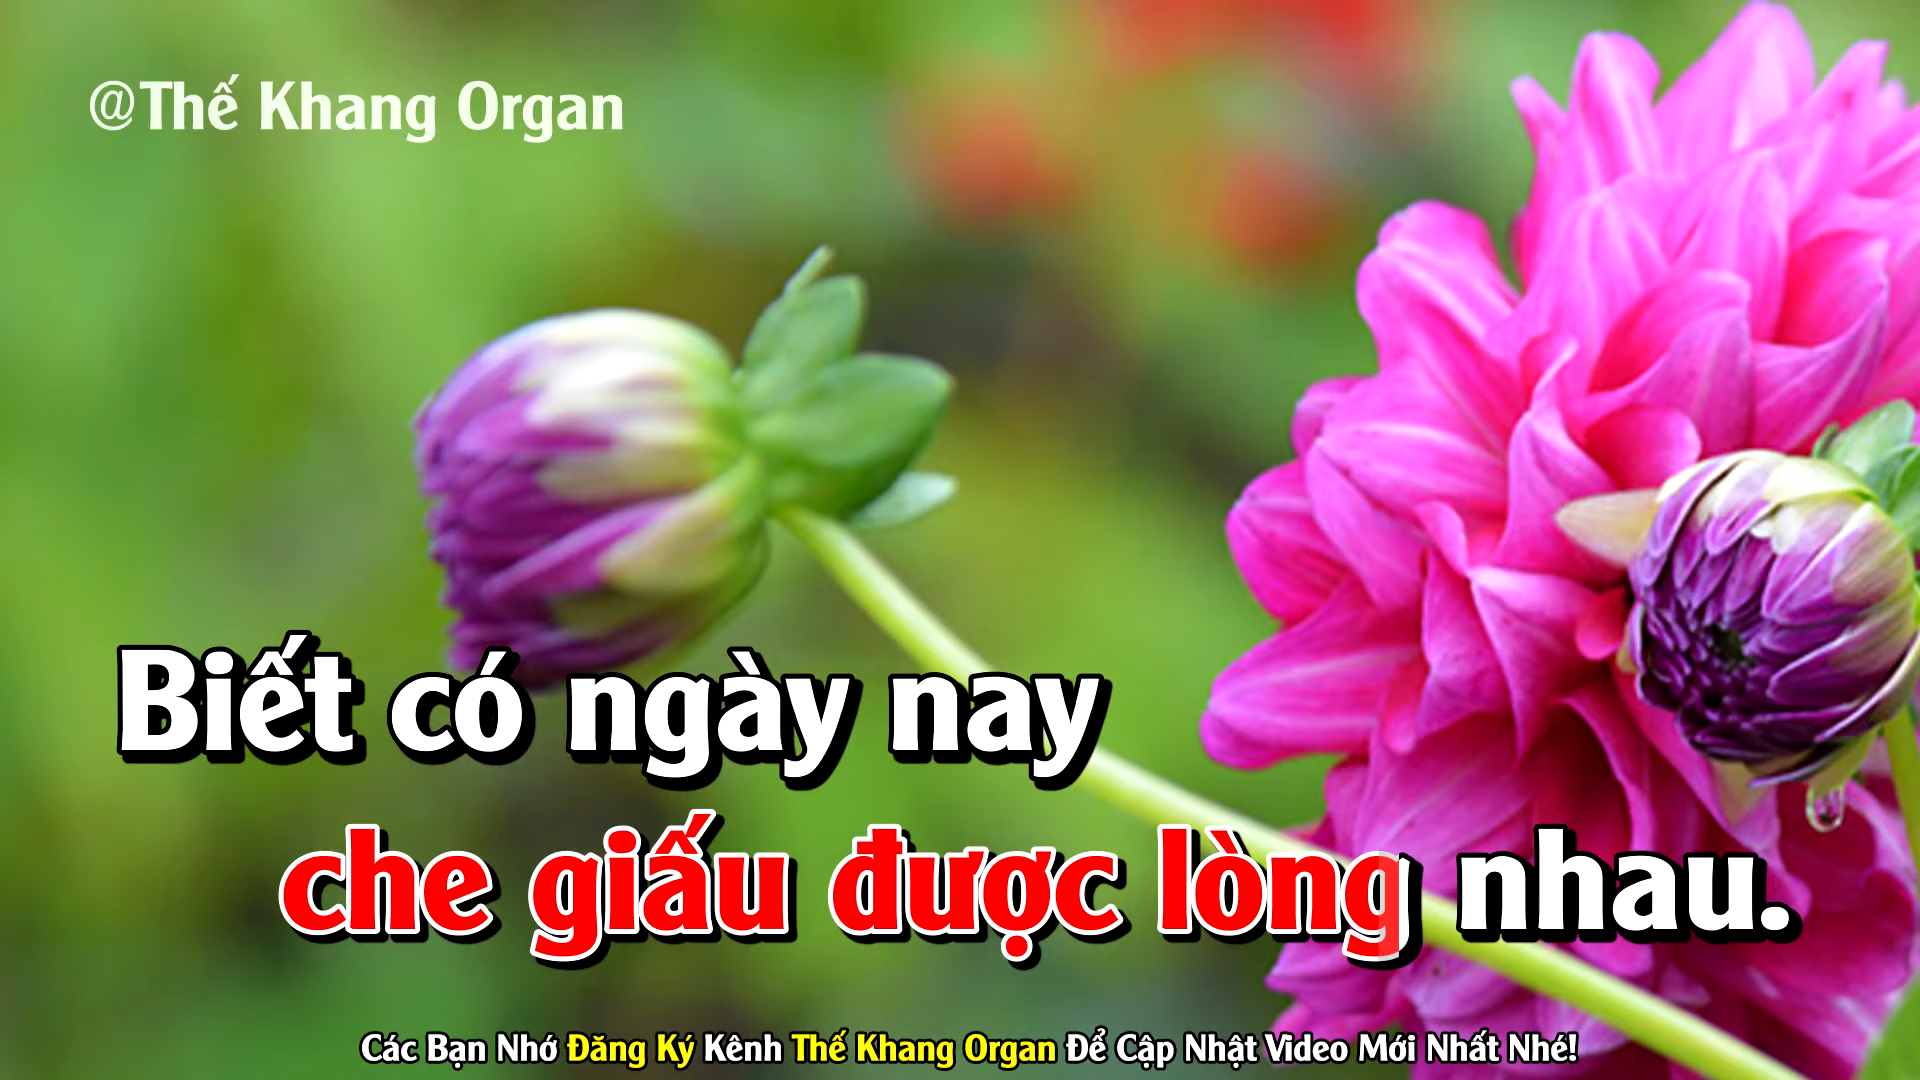 @Thế Khang Organ
Biết có ngày nay
che giấu được lòng nhau.
Các Bạn Nhớ Đăng Ký Kênh Thế Khang Organ Để Cập Nhật Video Mới Nhất Nhé!